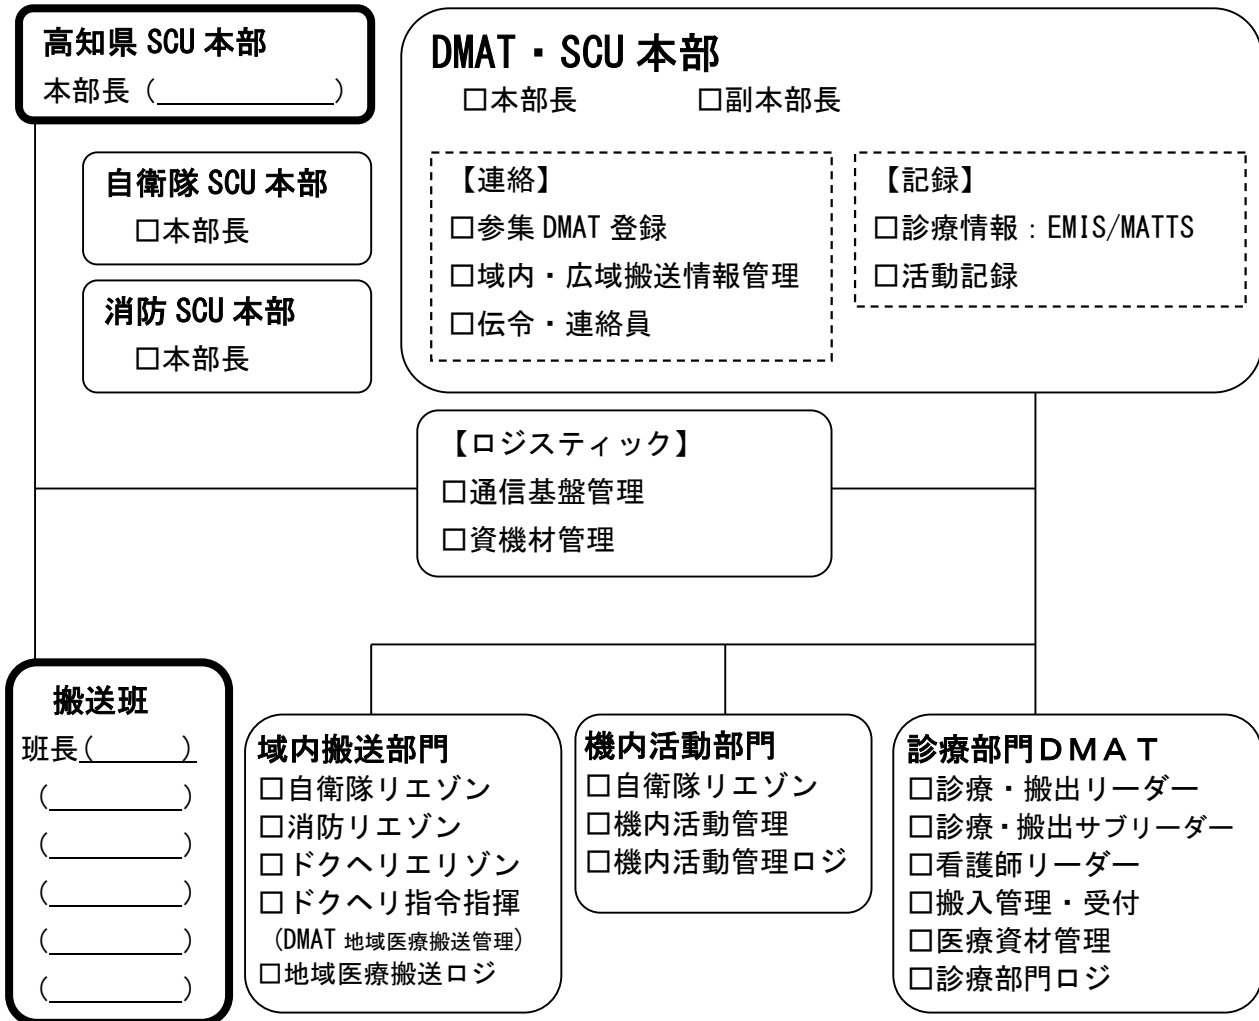 高知県 SCU 本部
本部長（____________）
DMAT・SCU 本部
□本部長　□副本部長
自衛隊 SCU 本部
□本部長
消防 SCU 本部
□本部長
【連絡】
□参集 DMAT 登録
□域内・広域搬送情報管理
□伝令・連絡員
【記録】
□診療情報：EMIS/MATTS
□活動記録
【ロジスティック】
□通信基盤管理
□資機材管理
搬送班
班長(______)
(_________)
(_________)
(_________)
(_________)
(_________)
域内搬送部門
□自衛隊リエゾン
□消防リエゾン
□ドクヘリエリゾン
□ドクヘリ指令指揮
（DMAT 地域医療搬送管理）
□地域医療搬送ロジ
機内活動部門
□自衛隊リエゾン
□機内活動管理
□機内活動管理ロジ
診療部門ＤＭＡＴ
□診療・搬出リーダー
□診療・搬出サブリーダー
□看護師リーダー
□搬入管理・受付
□医療資材管理
□診療部門ロジ